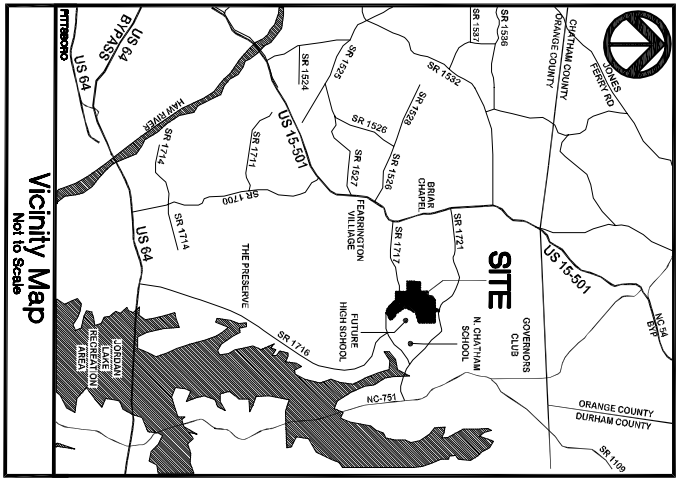 JONES
FERRY RD
CHATHAM COUNTY
ORANGE COUNTY
SR 1536
SR 1537
SR 1532
SR 1525
SR 1524
SR 1528
SR 1526
SR 1526
SR 1527
US 64
BYPASS
US 64
PITTSBORO
HAW RIVER
US 15-501
SR 1711
SR 1714
SR 1714
SR 1700
US 64
BRIAR
CHAPEL
FEARRINGTON
VILLIAGE
SR 1717
SR 1721
US 15-501
NC 54
BYP
SITE
THE PRESERVE
FUTURE
HIGH SCHOOL
N. CHATHAM
SCHOOL
GOVERNORS
CLUB
SR 1716
NC-751
ORANGE COUNTY
DURHAM COUNTY
SR 1109
JORDAN
LAKE
RECREATION
AREA
Vicinity Map
Not to Scale